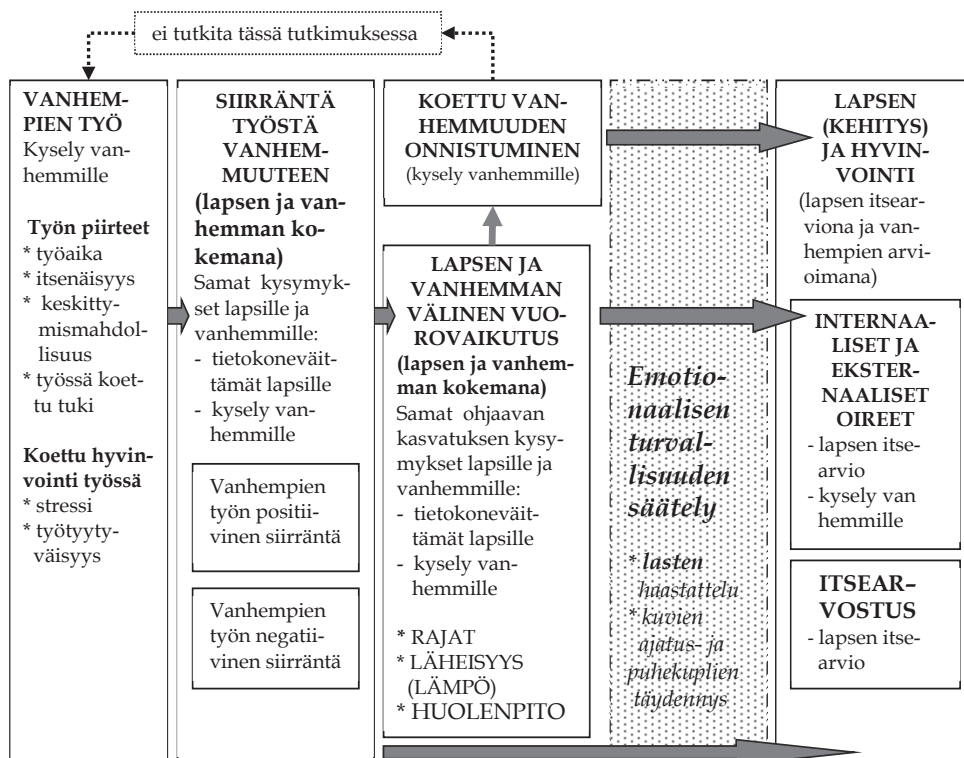 ei tutkita tässä tutkimuksessa
VANHEM-
PIEN TYÖ
Kysely van-
hemmille
Työn piirteet
* työaika
* itsenäisyys
* keskitty-
mismahdol-
lisuus
* työssä koet-
tu tuki
Koettu hyvin-
vointi työssä
* stressi
* työtyyty-
väisyys
SIIRRÄNTÄ
TYÖSTÄ
VANHEM-
MUUTEEN
(lapsen ja van-
hemman ko-
kemana)
Samat kysymyk-
set lapsille ja
vanhemmille:
- tietokoneväit-
tämät lapsille
- kysely van-
hemmille
Vanhempien
työn positii-
vinen siirräntä
Vanhempien
työn negatii-
vinen siirräntä
KOETTU VAN-
HEMMUUDEN
ONNISTUMINEN
(kysely vanhemmille)
LAPSEN JA
VANHEMMAN
VÄLINEN VUO-
ROVAIKUTUS
(lapsen ja vanhem-
man kokemana)
Samat ohjaavan
kasvatuksen kysy-
mykset lapsille ja
vanhemmille:
- tietokoneväit-
tämät lapsille
- kysely van-
hemmille
* RAJAT
* LÄHEISYYS
(LÄMPÖ)
* HUOLENPITO
Emotio-
naalisen
turval-
lisuuden
säätely
* lasten
haastattelu
* kuvien
ajatus- ja
puhekuplien
täydennys
LAPSEN
(KEHITYS)
JA HYVIN-
VOINTI
(lapsen itsear-
viona ja van-
hempien arvi-
oimana)
INTERNAA-
LISET JA
EKSTER-
NAALISET
OIREET
- lapsen itse-
arvio
- kysely van
hemmille
ITSEAR–
VOSTUS
- lapsen itse-
arvio